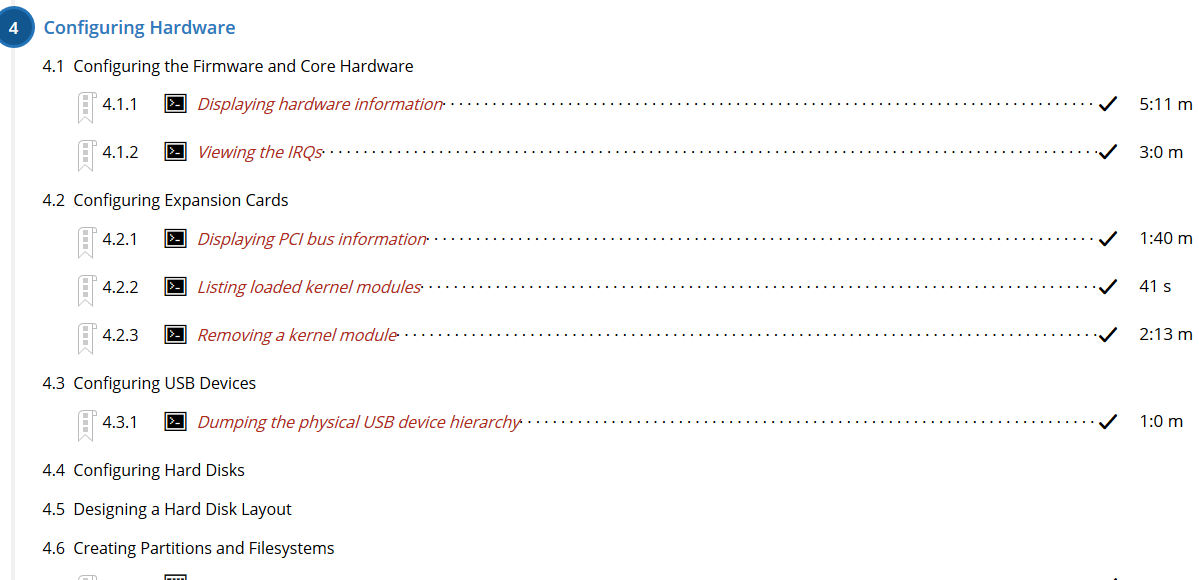 4 Configuring Hardware
4.1 Configuring the Firmware and Core Hardware
4.1.1 Displaying hardware information 5:11 m
4.1.2 Viewing the IRQs 3:0 m
4.2 Configuring Expansion Cards
4.2.1 Displaying PCI bus information 1:40 m
4.2.2 Listing loaded kernel modules 41 s
4.2.3 Removing a kernel module 2:13 m
4.3 Configuring USB Devices
4.3.1 Dumping the physical USB device hierarchy 1:0 m
4.4 Configuring Hard Disks
4.5 Designing a Hard Disk Layout
4.6 Creating Partitions and Filesystems